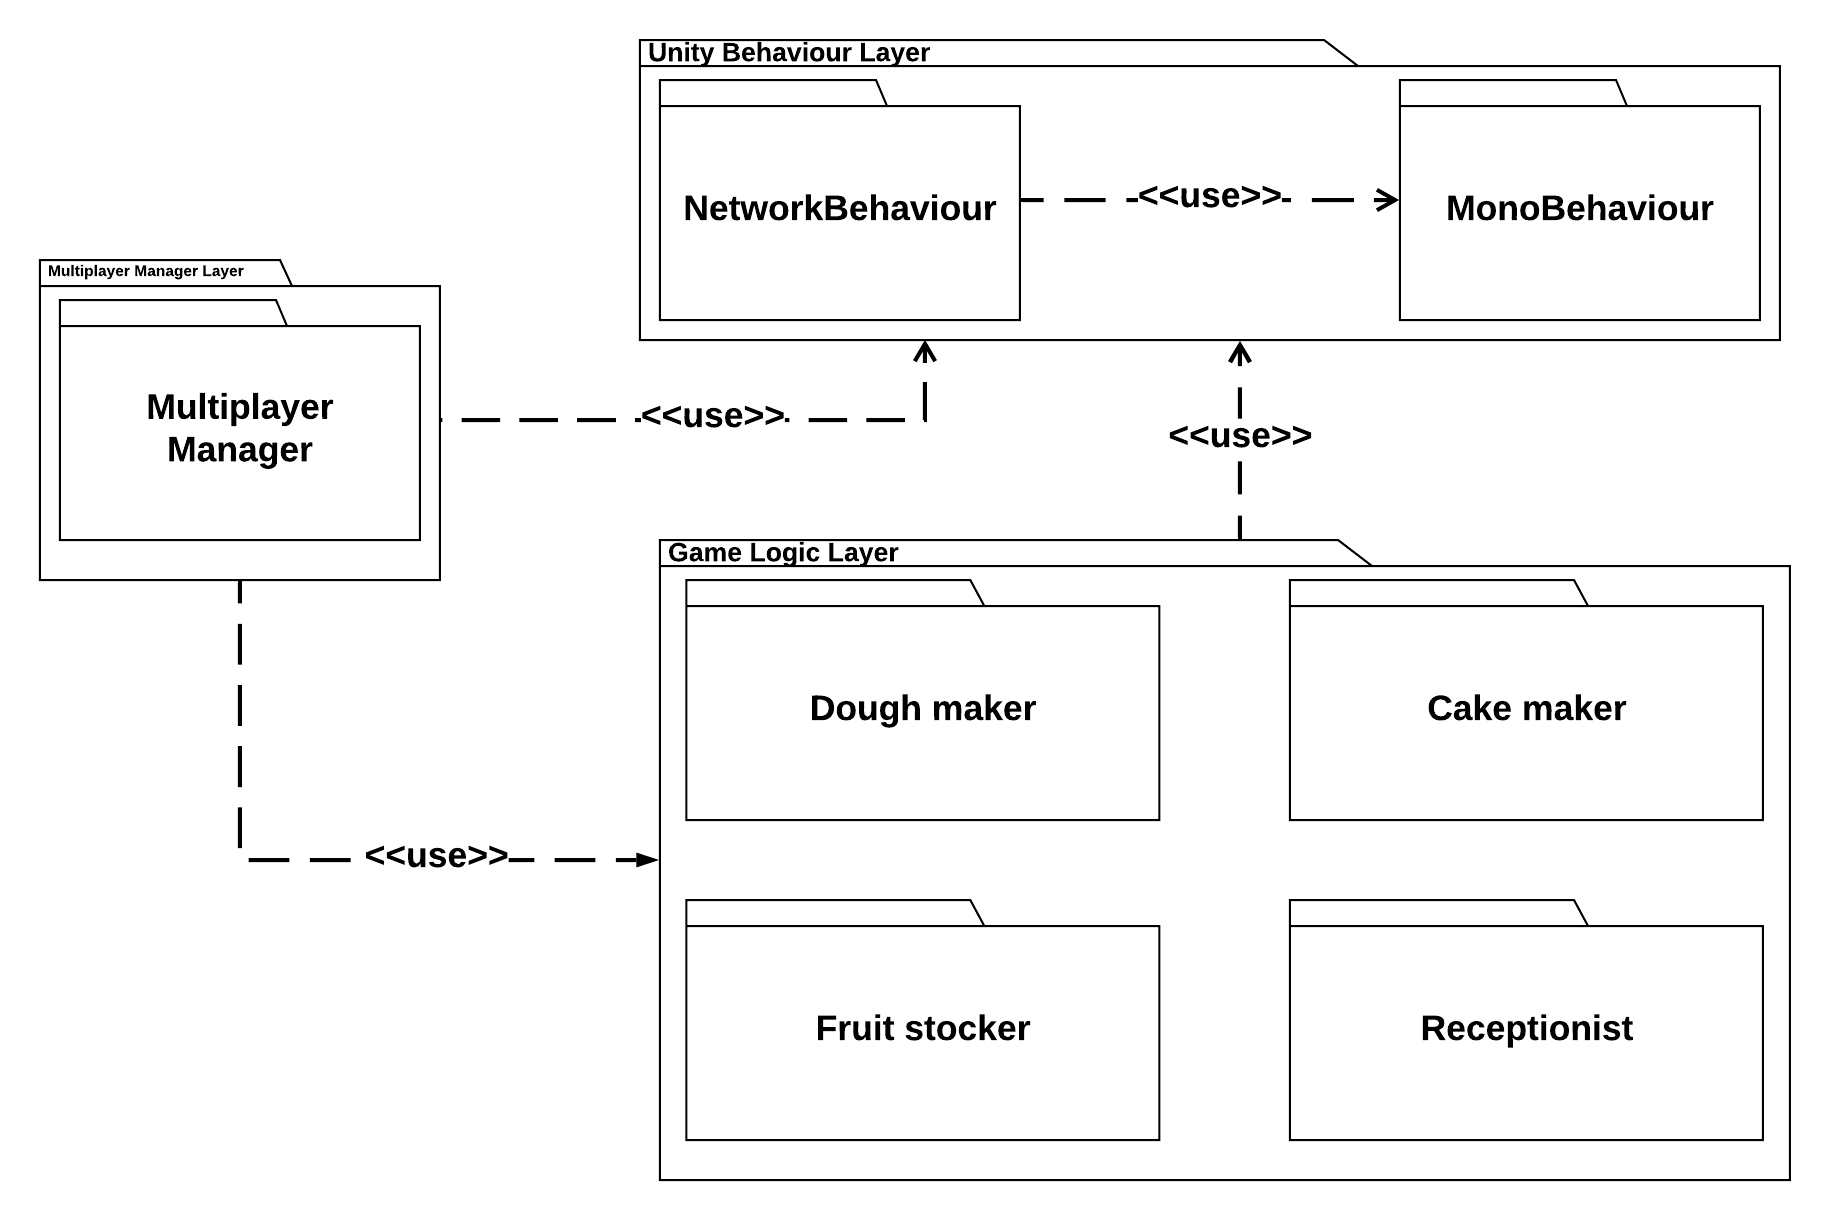 Unity Behaviour Layer
NetworkBehaviour
<<use>>
MonoBehaviour
Multiplayer Manager Layer
Multiplayer
Manager
<<use>>
<<use>>
Game Logic Layer
Dough maker
Cake maker
<<use>>
Fruit stocker
Receptionist